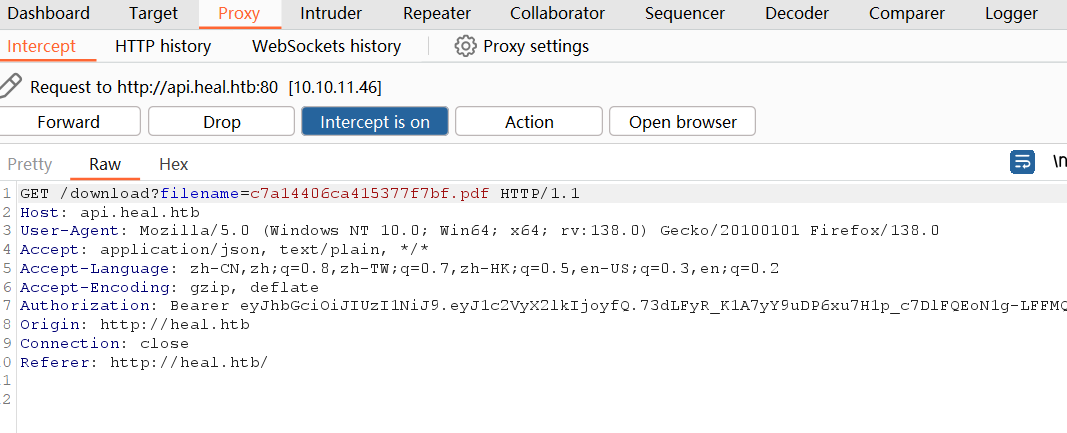 Dashboard Target Proxy Intruder Repeater Collaborator Sequencer Decoder Comparer Logger
Intercept HTTP history WebSockets history Proxy settings
Request to http://api.heal.htb:80 [10.10.11.46]
Forward Drop Intercept is on Action Open browser
Pretty Raw Hex \n
1 GET /download?filename=c7a14406ca415377f7bf.pdf HTTP/1.1
2 Host: api.heal.htb
3 User-Agent: Mozilla/5.0 (Windows NT 10.0; Win64; x64; rv:138.0) Gecko/20100101 Firefox/138.0
4 Accept: application/json, text/plain, */*
5 Accept-Language: zh-CN,zh;q=0.8,zh-TW;q=0.7,zh-HK;q=0.5,en-US;q=0.3,en;q=0.2
6 Accept-Encoding: gzip, deflate
7 Authorization: Bearer eyJhbGciOiJIUzI1NiJ9.eyJ1c2VyX2lkIjoyfQ.73dLFyR_K1A7yY9uDP6xu7H1p_c7DlFQEoN1g-LFFMQ
8 Origin: http://heal.htb
9 Connection: close
0 Referer: http://heal.htb/
1
2